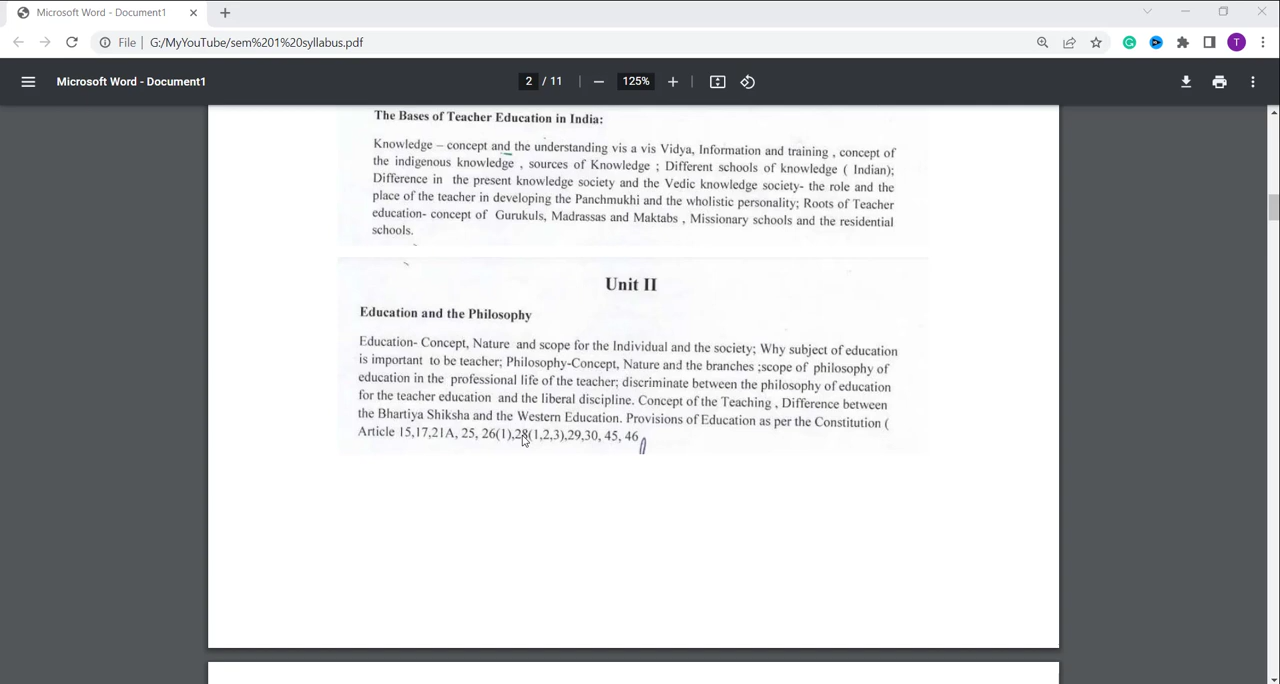 Microsoft Word - Document1
File
G:/MyYouTube/sem%201%20syllabus.pdf
T
Microsoft Word - Document1
2 / 11
125%
The Bases of Teacher Education in India:
Knowledge – concept and the understanding vis a vis Vidya, Information and training , concept of
the indigenous knowledge , sources of Knowledge ; Different schools of knowledge ( Indian);
Difference in the present knowledge society and the Vedic knowledge society- the role and the
place of the teacher in developing the Panchmukhi and the wholistic personality; Roots of Teacher
education- concept of Gurukuls, Madrassas and Maktabs , Missionary schools and the residential
schools.
Unit II
Education and the Philosophy
Education- Concept, Nature and scope for the Individual and the society; Why subject of education
is important to be teacher; Philosophy-Concept, Nature and the branches ;scope of philosophy of
education in the professional life of the teacher; discriminate between the philosophy of education
for the teacher education and the liberal discipline. Concept of the Teaching , Difference between
the Bhartiya Shiksha and the Western Education. Provisions of Education as per the Constitution (
Article 15,17,21A, 25, 26(1),28(1,2,3),29,30, 45, 46